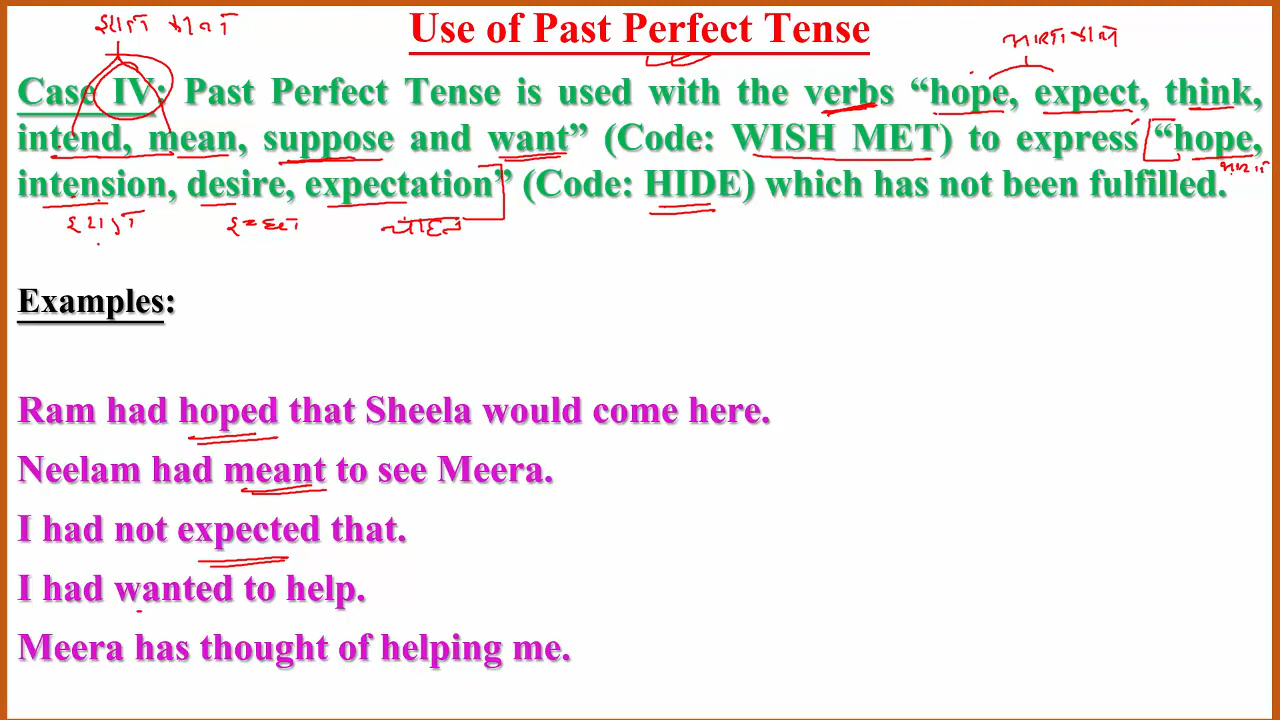 Use of Past Perfect Tense
Case IV: Past Perfect Tense is used with the verbs “hope, expect, think,
intend, mean, suppose and want” (Code: WISH MET) to express “hope,
intension, desire, expectation” (Code: HIDE) which has not been fulfilled.
Examples:
Ram had hoped that Sheela would come here.
Neelam had meant to see Meera.
I had not expected that.
I had wanted to help.
Meera has thought of helping me.